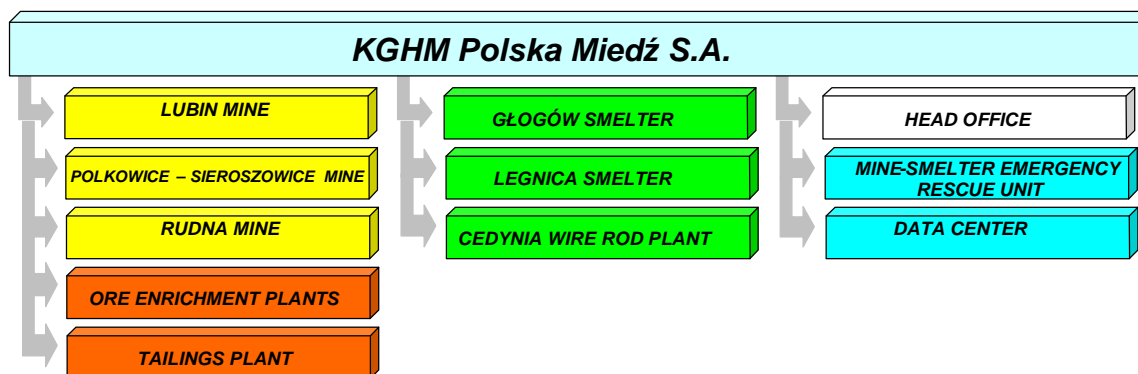 KGHM Polska Miedź S.A.
LUBIN MINE
POLKOWICE – SIEROSZOWICE MINE
RUDNA MINE
ORE ENRICHMENT PLANTS
TAILINGS PLANT
GŁOGÓW SMELTER
LEGNICA SMELTER
CEDYNIA WIRE ROD PLANT
HEAD OFFICE
MINE-SMELTER EMERGENCY
RESCUE UNIT
DATA CENTER